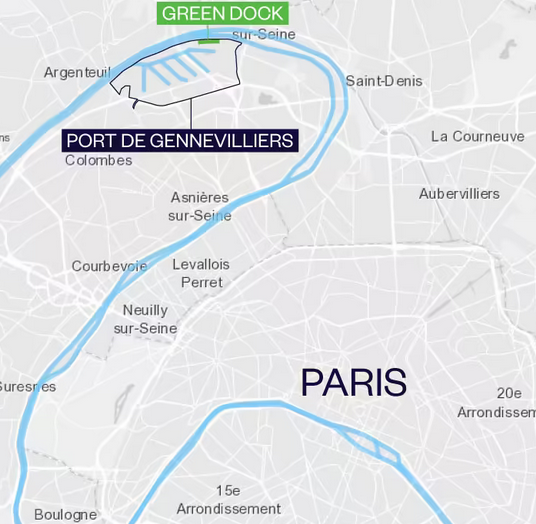 GREEN DOCK
sur-Seine
Argenteuil
Saint-Denis
PORT DE GENNEVILLIERS
La Courneuve
Colombes
Aubervilliers
Asnières
sur-Seine
Courbevoie
Levallois
Perret
Neuilly
sur-Seine
PARIS
Suresnes
20e
Arrondissem
15e
Arrondissement
Boulogne